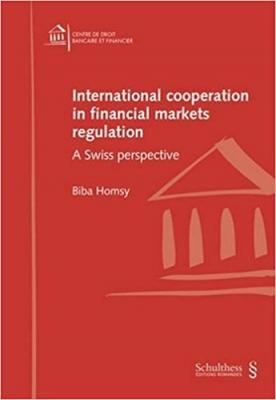 CENTRE DE DROIT
BANCAIRE ET FINANCIER
International cooperation
in financial markets
regulation
A Swiss perspective
Biba Homsy
Schulthess §
ÉDITIONS ROMANDES